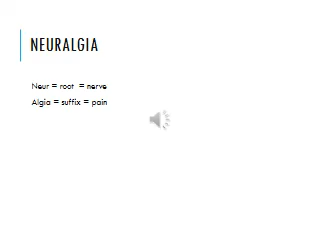 NEURALGIA
Neur = root = nerve
Algia = suffix = pain